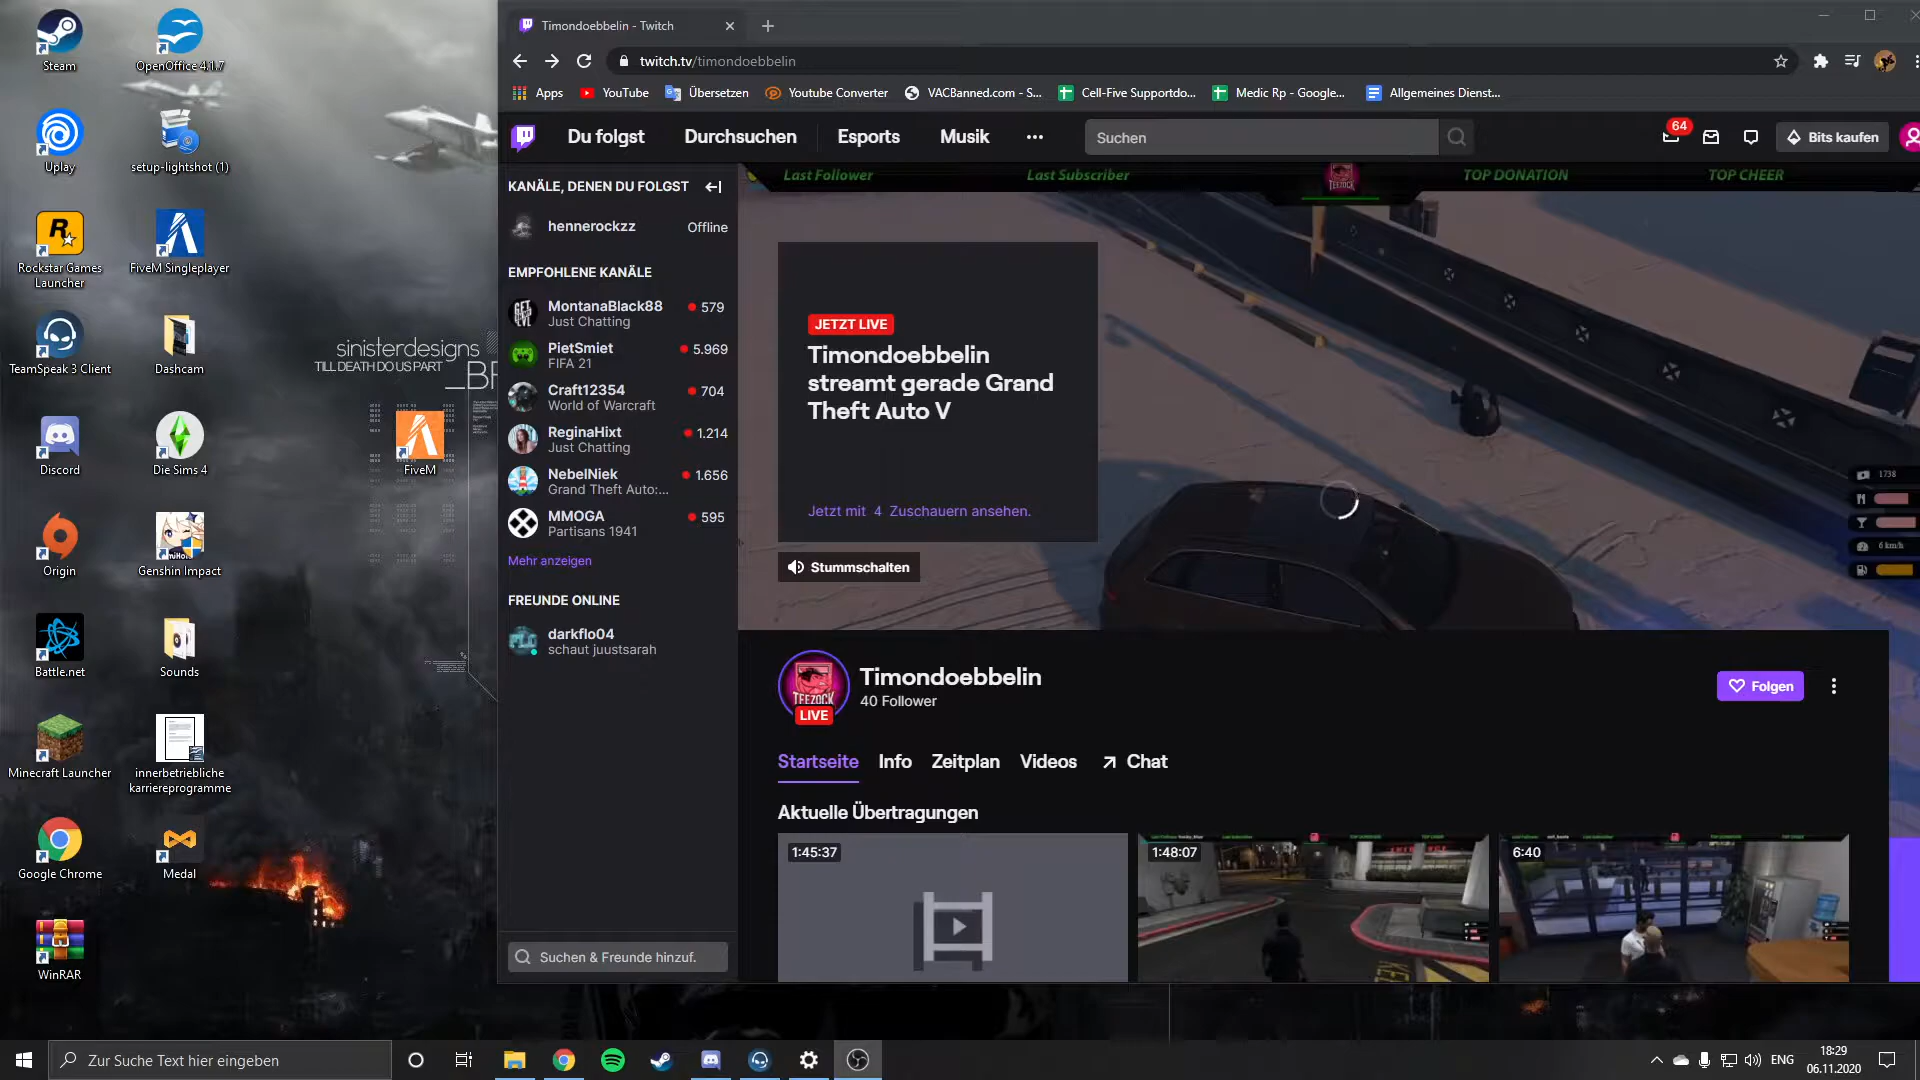 Steam
OpenOffice 4.1.7
Uplay
setup-lightshot (1)
Rockstar Games
Launcher
FiveM Singleplayer
TeamSpeak 3 Client
Dashcam
Discord
Die Sims 4
FiveM
Origin
Genshin Impact
Battle.net
Sounds
Minecraft Launcher
innerbetriebliche
karriereprogramme
Google Chrome
Medal
WinRAR
sinisterdesigns
TILL DEATH DO US PART
Timondoebbelin - Twitch
twitch.tv/timondoebbelin
Apps
YouTube
Übersetzen
Youtube Converter
VACBanned.com - S...
Cell-Five Supportdo...
Medic Rp - Google...
Allgemeines Dienst...
Du folgst
Durchsuchen
Esports
Musik
Suchen
64
Bits kaufen
KANÄLE, DENEN DU FOLGST
hennerockzz
Offline
EMPFOHLENE KANÄLE
MontanaBlack88
579
Just Chatting
PietSmiet
5.969
FIFA 21
Craft12354
704
World of Warcraft
ReginaHixt
1.214
Just Chatting
NebelNiek
1.656
Grand Theft Auto:...
MMOGA
595
Partisans 1941
Mehr anzeigen
FREUNDE ONLINE
darkflo04
schaut juustsarah
Suchen & Freunde hinzuf.
Last Follower
Last Subscriber
TEEZOCK
TOP DONATION
TOP CHEER
JETZT LIVE
Timondoebbelin
streamt gerade Grand
Theft Auto V
Jetzt mit 4 Zuschauern ansehen.
Stummschalten
1738
6 km/h
TEEZOCK
LIVE
Timondoebbelin
40 Follower
Folgen
Startseite
Info
Zeitplan
Videos
Chat
Aktuelle Übertragungen
1:45:37
1:48:07
6:40
Zur Suche Text hier eingeben
ENG
18:29
06.11.2020